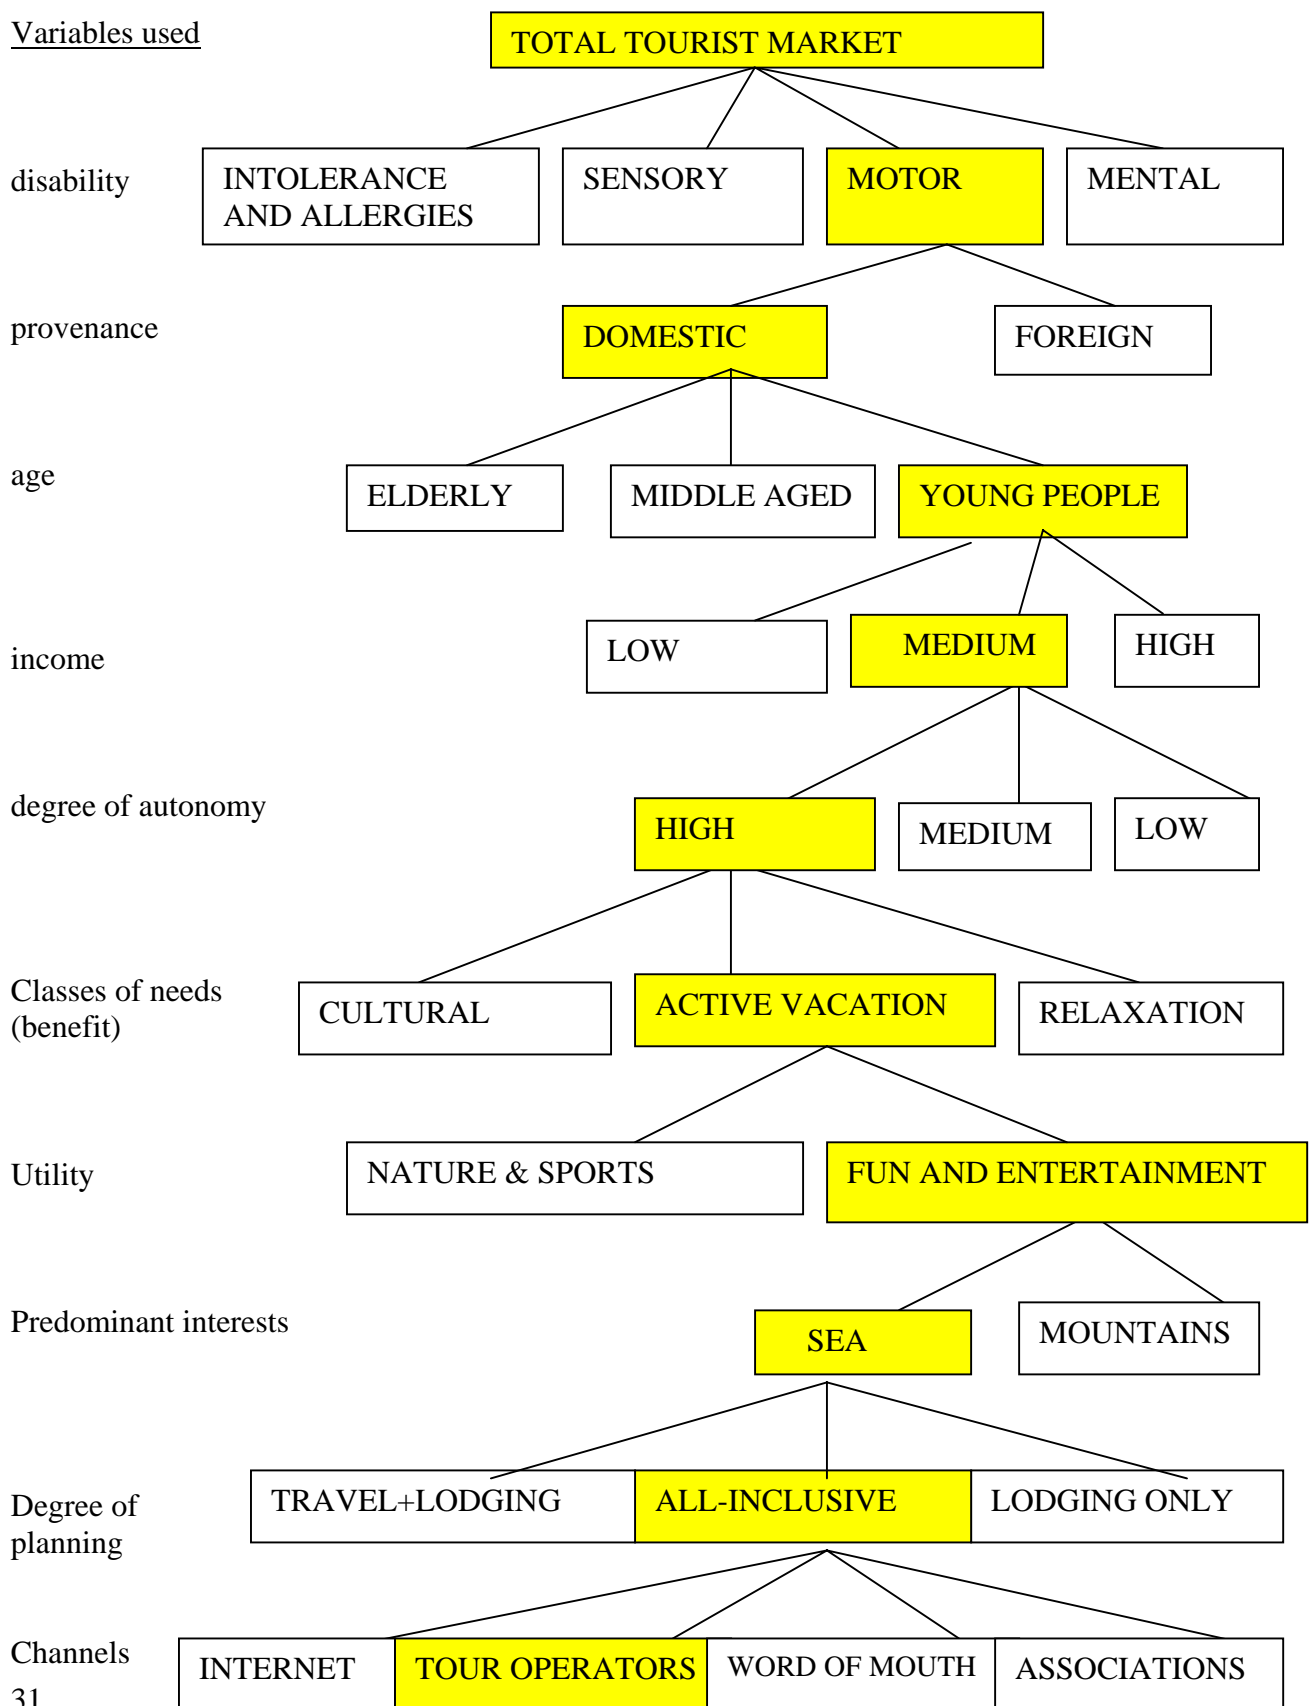 Variables used
TOTAL TOURIST MARKET
disability
INTOLERANCE
AND ALLERGIES
SENSORY
MOTOR
MENTAL
provenance
DOMESTIC
FOREIGN
age
ELDERLY
MIDDLE AGED
YOUNG PEOPLE
income
LOW
MEDIUM
HIGH
degree of autonomy
HIGH
MEDIUM
LOW
Classes of needs
(benefit)
CULTURAL
ACTIVE VACATION
RELAXATION
Utility
NATURE & SPORTS
FUN AND ENTERTAINMENT
Predominant interests
SEA
MOUNTAINS
Degree of
planning
TRAVEL+LODGING
ALL-INCLUSIVE
LODGING ONLY
Channels
INTERNET
TOUR OPERATORS
WORD OF MOUTH
ASSOCIATIONS
31